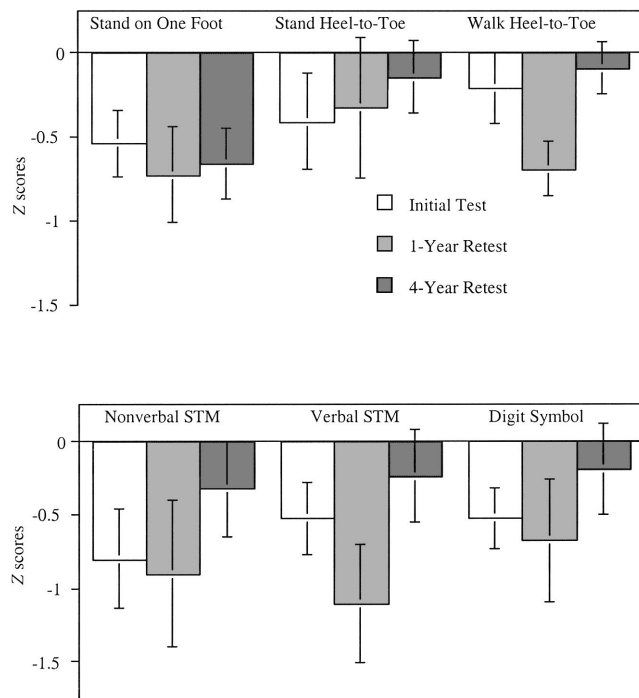 Stand on One Foot Stand Heel-to-Toe Walk Heel-to-Toe
0
-0.5
-1
-1.5
Z scores
Initial Test
1-Year Retest
4-Year Retest
Nonverbal STM Verbal STM Digit Symbol
0
-0.5
-1
-1.5
Z scores